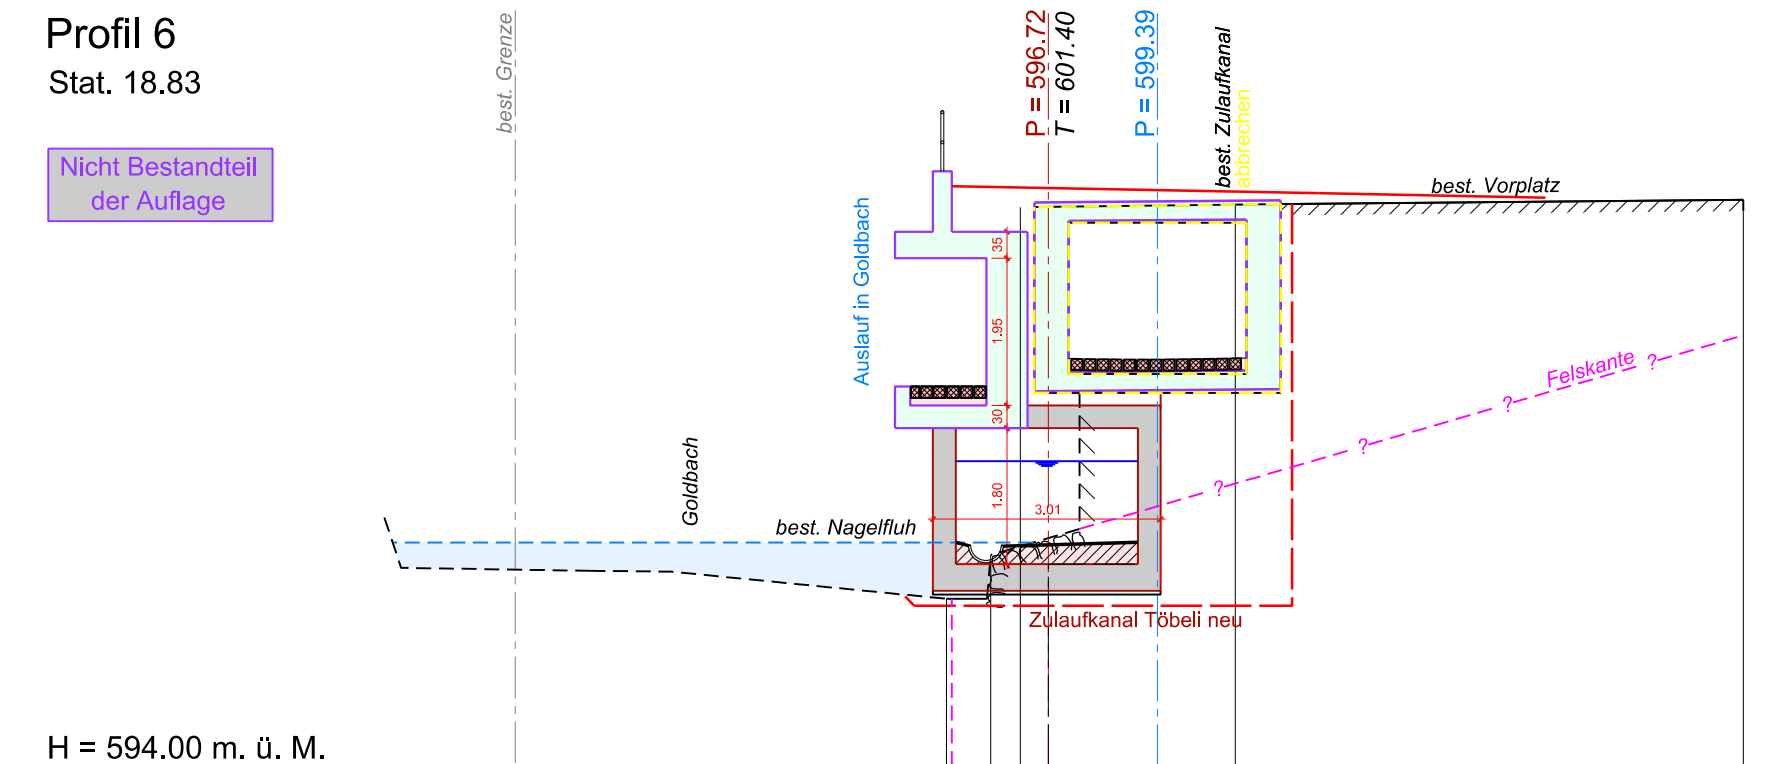 Profil 6
Stat. 18.83
Nicht Bestandteil
der Auflage
best. Grenze
P = 596.72
T = 601.40
P = 599.39
best. Zulaufkanal
abbrechen
best. Vorplatz
Auslauf in Goldbach
35
1.95
30
1.80
3.01
Felskante
?
?
?
?
Goldbach
best. Nagelfluh
Zulaufkanal Töbeli neu
H = 594.00 m. ü. M.